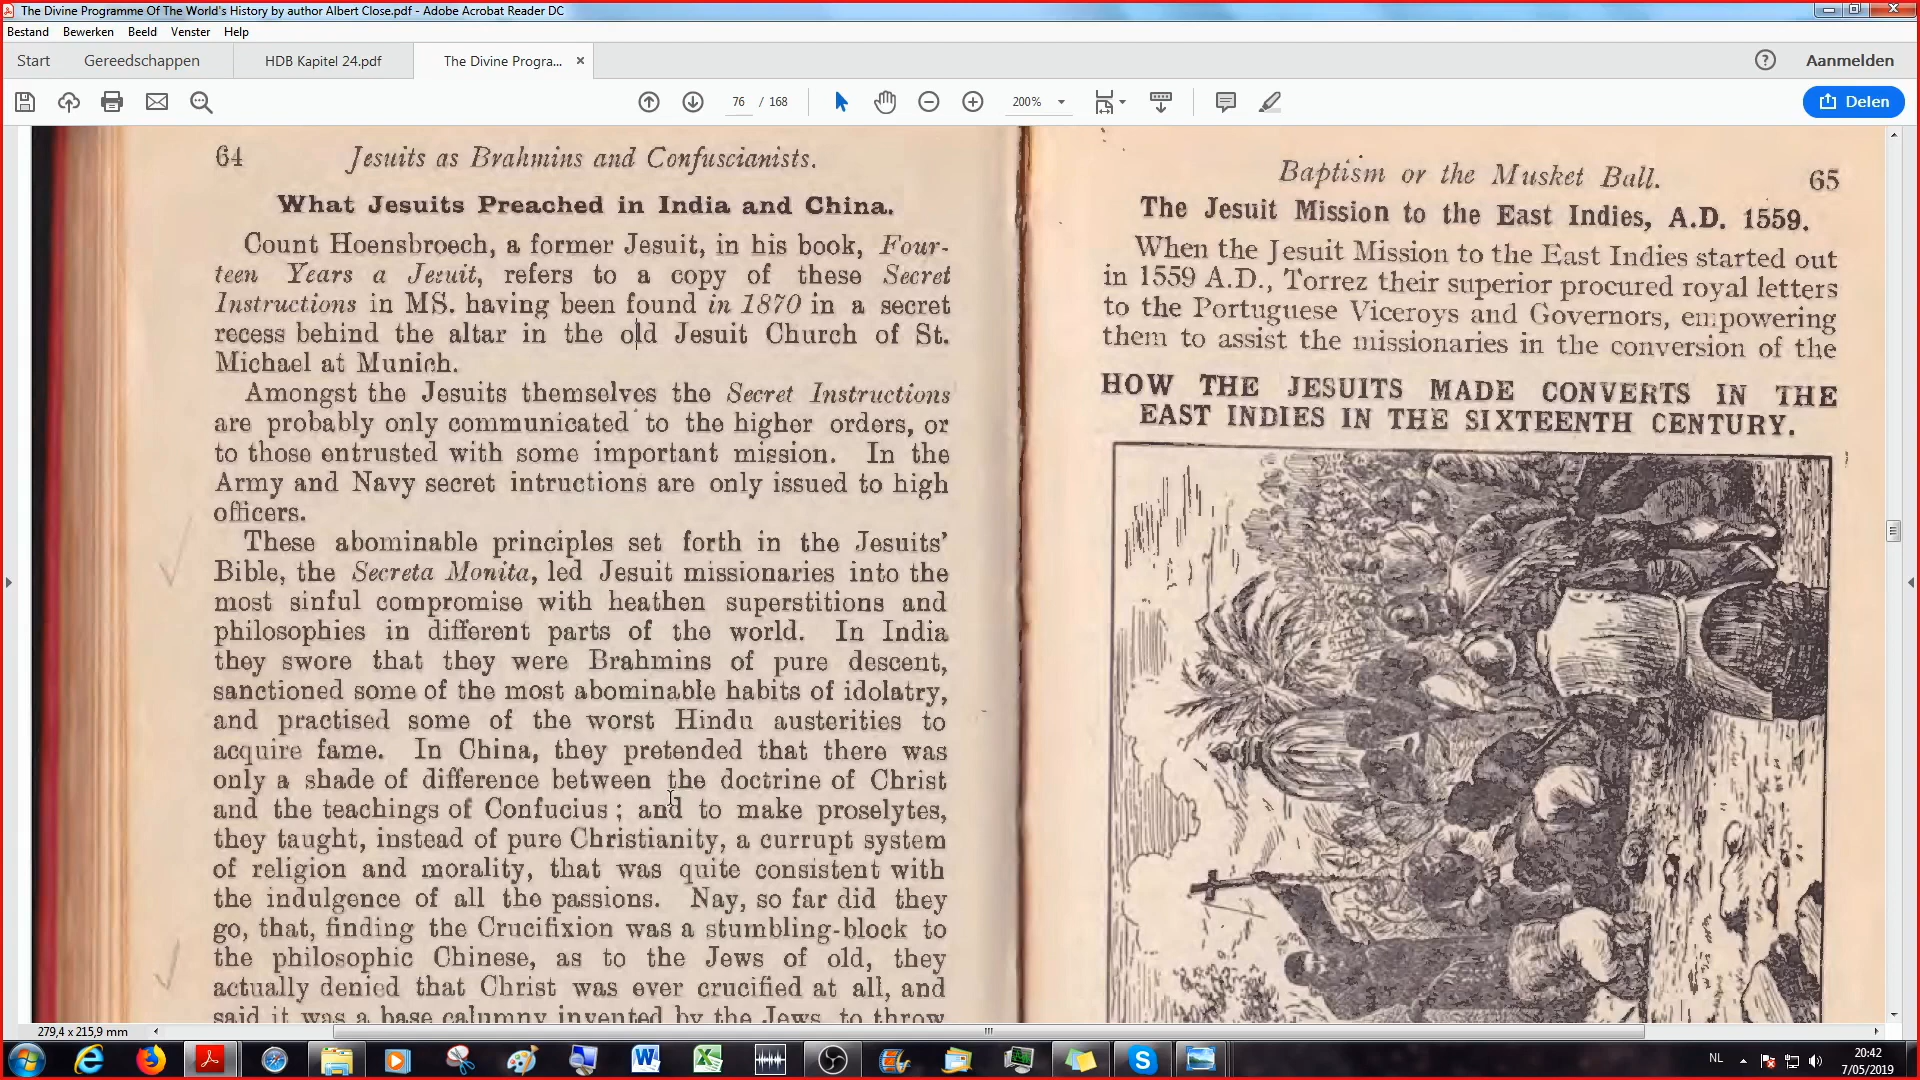 The Divine Programme Of The World's History by author Albert Close.pdf - Adobe Acrobat Reader DC
Bestand Bewerken Beeld Venster Help
Start Gereedschappen HDB Kapitel 24.pdf The Divine Progra... × Aanmelden
76 / 168 200% Delen
64 Jesuits as Brahmins and Confuscianists.
What Jesuits Preached in India and China.
Count Hoensbroech, a former Jesuit, in his book, Four-
teen Years a Jesuit, refers to a copy of these Secret
Instructions in MS. having been found in 1870 in a secret
recess behind the altar in the old Jesuit Church of St.
Michael at Munich.
Amongst the Jesuits themselves the Secret Instructions
are probably only communicated to the higher orders, or
to those entrusted with some important mission. In the
Army and Navy secret intructions are only issued to high
officers.
These abominable principles set forth in the Jesuits'
Bible, the Secreta Monita, led Jesuit missionaries into the
most sinful compromise with heathen superstitions and
philosophies in different parts of the world. In India
they swore that they were Brahmins of pure descent,
sanctioned some of the most abominable habits of idolatry,
and practised some of the worst Hindu austerities to
acquire fame. In China, they pretended that there was
only a shade of difference between the doctrine of Christ
and the teachings of Confucius ; and to make proselytes,
they taught, instead of pure Christianity, a currupt system
of religion and morality, that was quite consistent with
the indulgence of all the passions. Nay, so far did they
go, that, finding the Crucifixion was a stumbling-block to
the philosophic Chinese, as to the Jews of old, they
actually denied that Christ was ever crucified at all, and
said it was a base calumny invented by the Jews, to throw
Baptism or the Musket Ball. 65
The Jesuit Mission to the East Indies, A.D. 1559.
When the Jesuit Mission to the East Indies started out
in 1559 A.D., Torrez their superior procured royal letters
to the Portuguese Viceroys and Governors, empowering
them to assist the missionaries in the conversion of the
HOW THE JESUITS MADE CONVERTS IN THE
EAST INDIES IN THE SIXTEENTH CENTURY.
279,4 x 215,9 mm
NL 20:42
7/05/2019